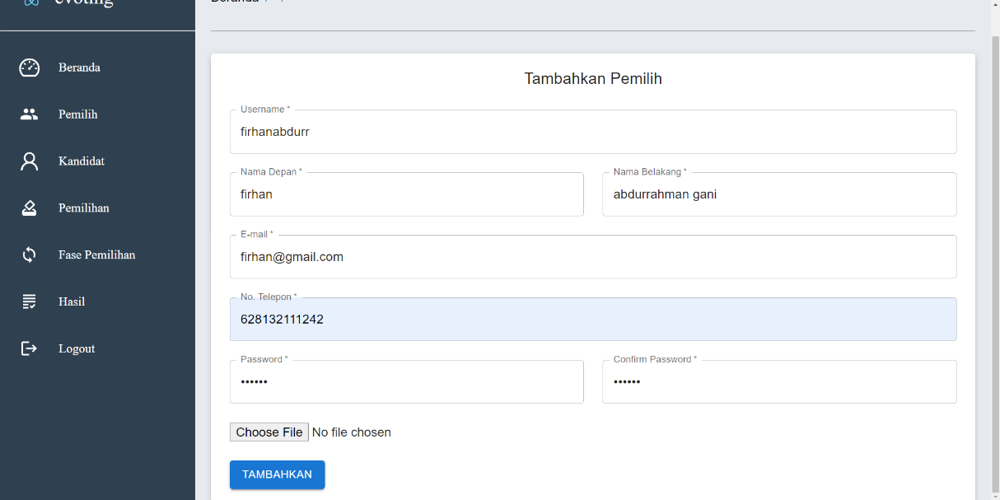 evoting
Beranda
Beranda
Pemilih
Kandidat
Pemilihan
Fase Pemilihan
Hasil
Logout
Tambahkan Pemilih
Username *
firhanabdurr
Nama Depan *
firhan
Nama Belakang *
abdurrahman gani
E-mail *
firhan@gmail.com
No. Telepon *
628132111242
Password *
••••••
Confirm Password *
••••••
Choose File No file chosen
TAMBAHKAN